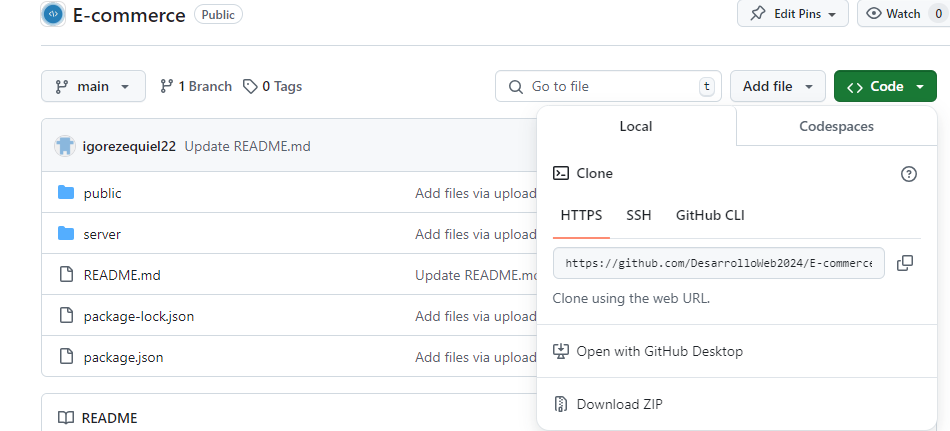 E-commerce Public Edit Pins Watch 0
main 1 Branch 0 Tags Go to file t Add file Code
Local Codespaces
igorezequiel22 Update README.md
Clone
public Add files via upload
HTTPS SSH GitHub CLI
server Add files via upload
https://github.com/DesarrolloWeb2024/E-commerce
README.md Update README.md
Clone using the web URL.
package-lock.json Add files via upload
Open with GitHub Desktop
package.json Add files via upload
Download ZIP
README